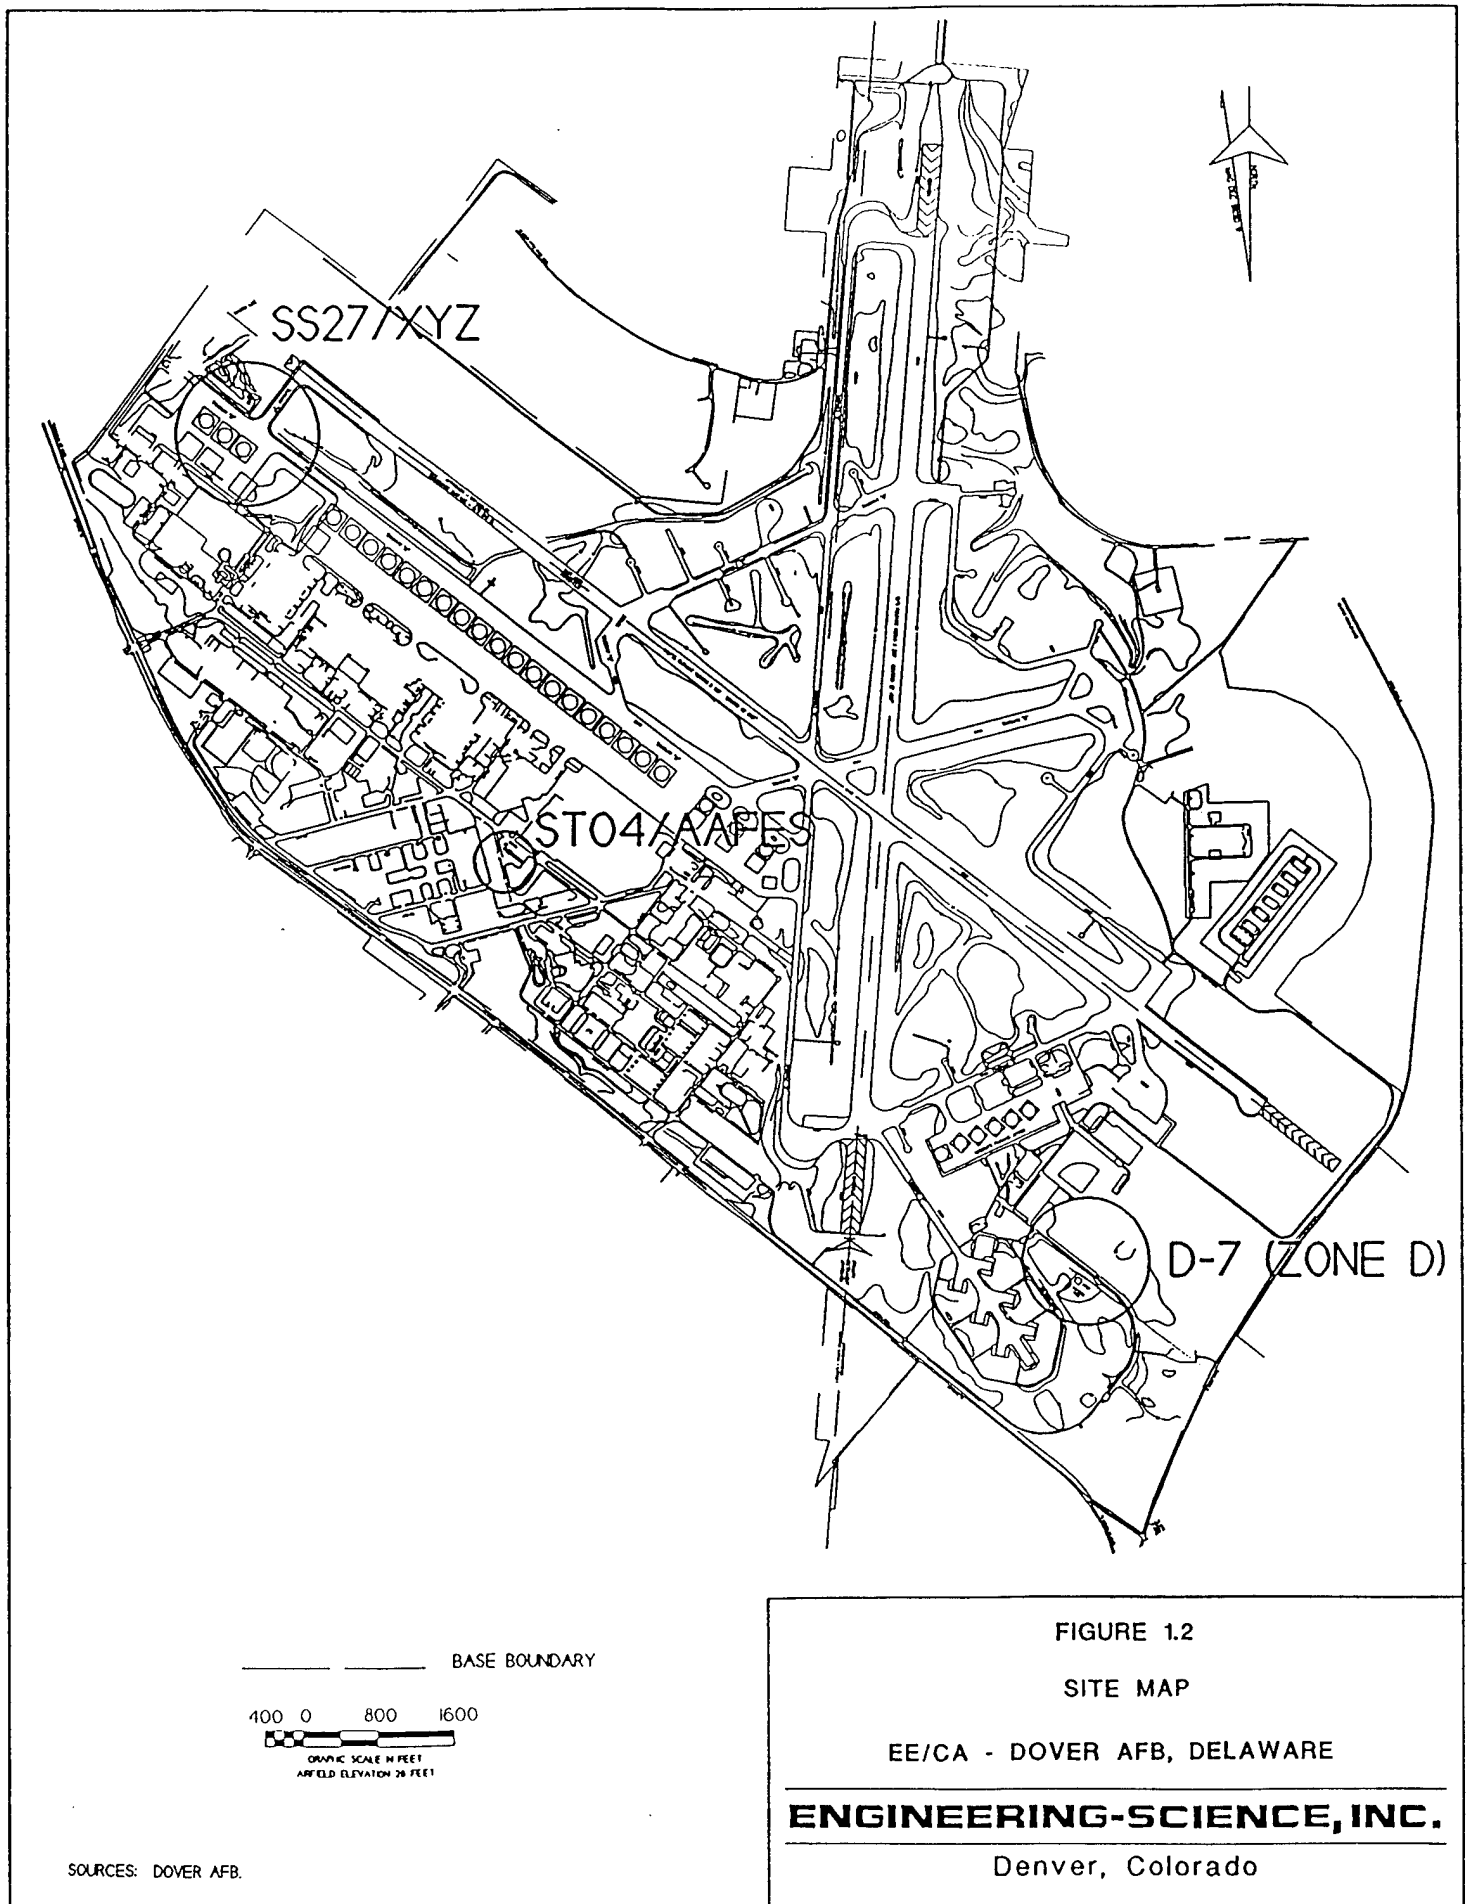 SS27/XYZ
ST04/AAFES
D-7 (ZONE D)
BASE BOUNDARY
400 0 800 1600
GRAPHIC SCALE IN FEET
AIRFIELD ELEVATION 28 FEET
SOURCES: DOVER AFB.
FIGURE 1.2
SITE MAP
EE/CA - DOVER AFB, DELAWARE
ENGINEERING-SCIENCE, INC.
Denver, Colorado